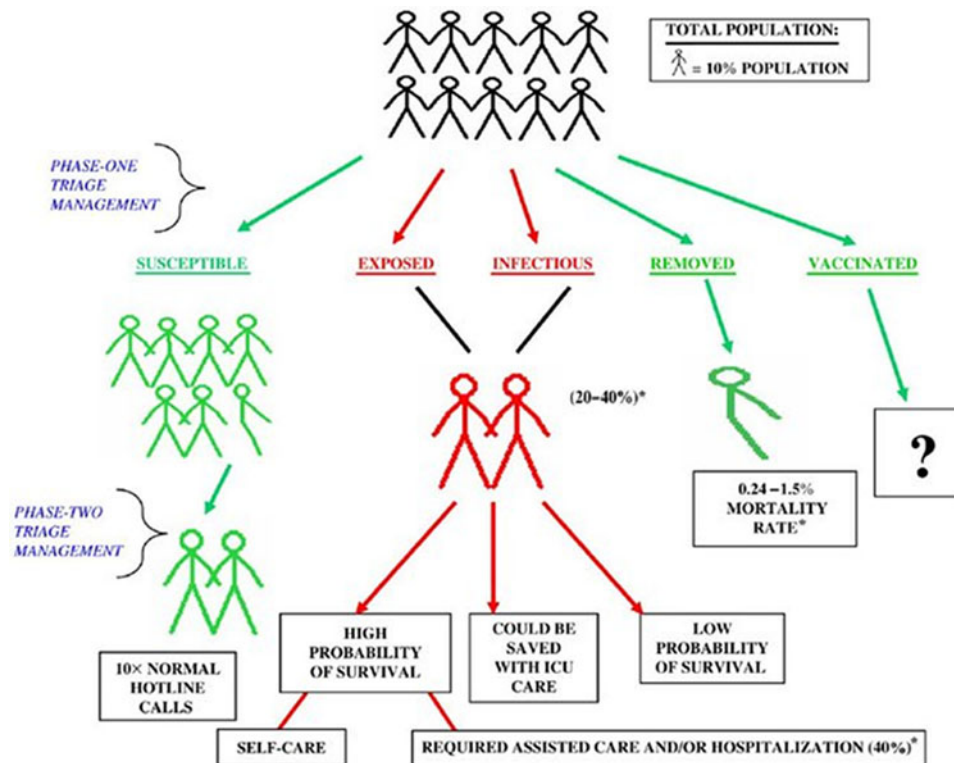 TOTAL POPULATION:
= 10% POPULATION
PHASE-ONE
TRIAGE
MANAGEMENT
SUSCEPTIBLE
EXPOSED
INFECTIOUS
REMOVED
VACCINATED
(20–40%)*
?
0.24–1.5%
MORTALITY
RATE*
PHASE-TWO
TRIAGE
MANAGEMENT
10× NORMAL
HOTLINE
CALLS
HIGH
PROBABILITY
OF SURVIVAL
COULD BE
SAVED
WITH ICU
CARE
LOW
PROBABILITY
OF SURVIVAL
SELF-CARE
REQUIRED ASSISTED CARE AND/OR HOSPITALIZATION (40%)*